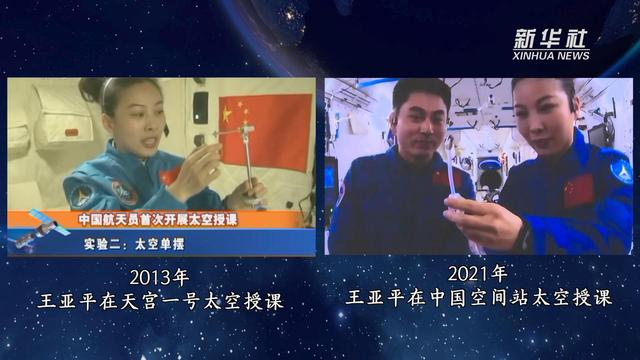 新华社
XINHUA NEWS
中国航天员首次开展太空授课
实验二：太空单摆
2013年
王亚平在天宫一号太空授课
2021年
王亚平在中国空间站太空授课